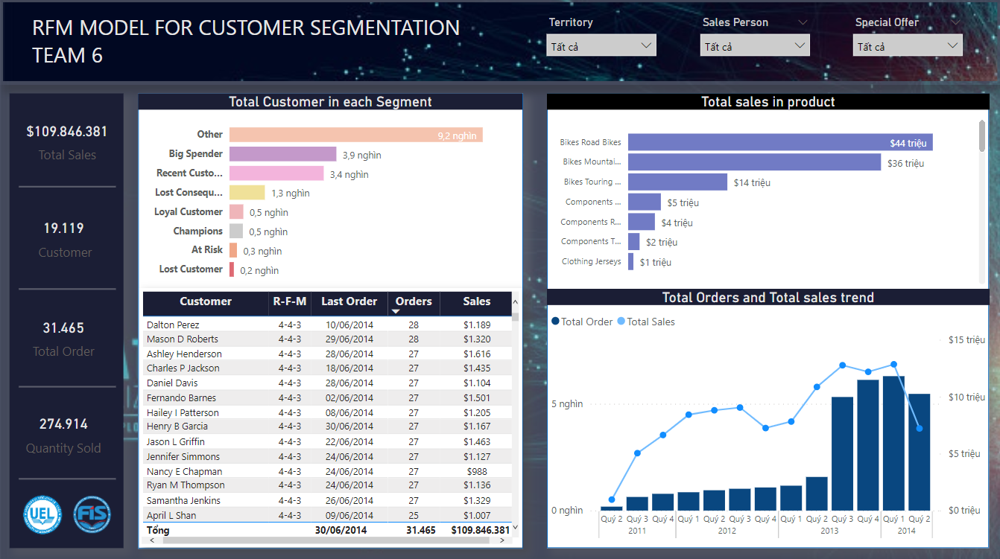 RFM MODEL FOR CUSTOMER SEGMENTATION
TEAM 6
Territory
Tất cả
Sales Person
Tất cả
Special Offer
Tất cả
$109.846.381
Total Sales
19.119
Customer
31.465
Total Order
274.914
Quantity Sold
UEL
FIS
Total Customer in each Segment
Other 9,2 nghìn
Big Spender 3,9 nghìn
Recent Custo... 3,4 nghìn
Lost Consequ... 1,3 nghìn
Loyal Customer 0,5 nghìn
Champions 0,5 nghìn
At Risk 0,3 nghìn
Lost Customer 0,2 nghìn
Customer R-F-M Last Order Orders Sales
Dalton Perez 4-4-3 10/06/2014 28 $1.189
Mason D Roberts 4-4-3 29/06/2014 28 $1.320
Ashley Henderson 4-4-3 28/06/2014 27 $1.616
Charles P Jackson 4-4-3 18/06/2014 27 $1.435
Daniel Davis 4-4-3 28/06/2014 27 $1.104
Fernando Barnes 4-4-3 02/06/2014 27 $1.501
Hailey I Patterson 4-4-3 08/06/2014 27 $1.205
Henry B Garcia 4-4-3 30/06/2014 27 $1.167
Jason L Griffin 4-4-3 22/06/2014 27 $1.463
Jennifer Simmons 4-4-3 24/06/2014 27 $1.127
Nancy E Chapman 4-4-3 24/06/2014 27 $988
Ryan M Thompson 4-4-3 24/06/2014 27 $1.136
Samantha Jenkins 4-4-3 26/06/2014 27 $1.329
April L Shan 4-4-3 09/06/2014 25 $1.007
Tổng 30/06/2014 31.465 $109.846.381
Total sales in product
Bikes Road Bikes $44 triệu
Bikes Mountai... $36 triệu
Bikes Touring ... $14 triệu
Components ... $5 triệu
Components R... $4 triệu
Components T... $2 triệu
Clothing Jerseys $1 triệu
Total Orders and Total sales trend
Total Order Total Sales
$15 triệu
$10 triệu
5 nghìn
$5 triệu
0 nghìn
$0 triệu
Quý 2 Quý 3 Quý 4 Quý 1 Quý 2 Quý 3 Quý 4 Quý 1 Quý 2 Quý 3 Quý 4 Quý 1 Quý 2
2011 2012 2013 2014